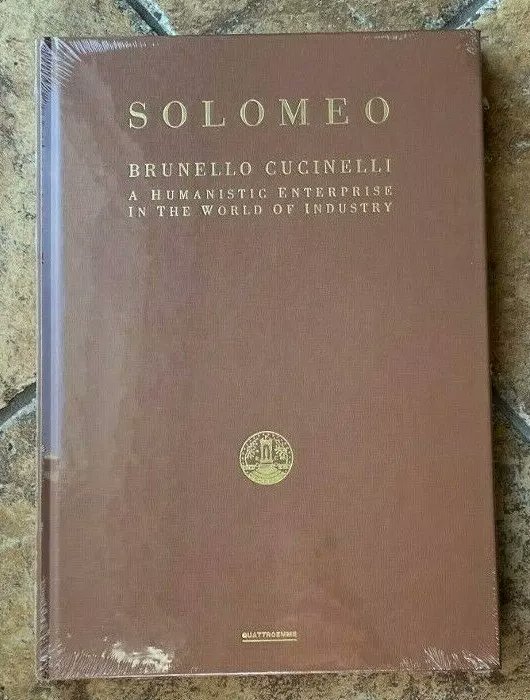 SOLOMEO
BRUNELLO CUCINELLI
A HUMANISTIC ENTERPRISE
IN THE WORLD OF INDUSTRY
QUATTROEMME